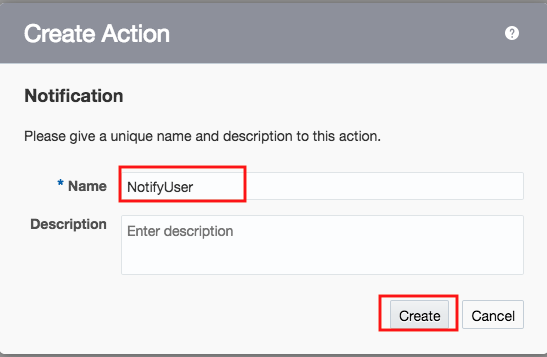 Create Action
?
Notification
Please give a unique name and description to this action.
* Name NotifyUser
Description Enter description
Create Cancel